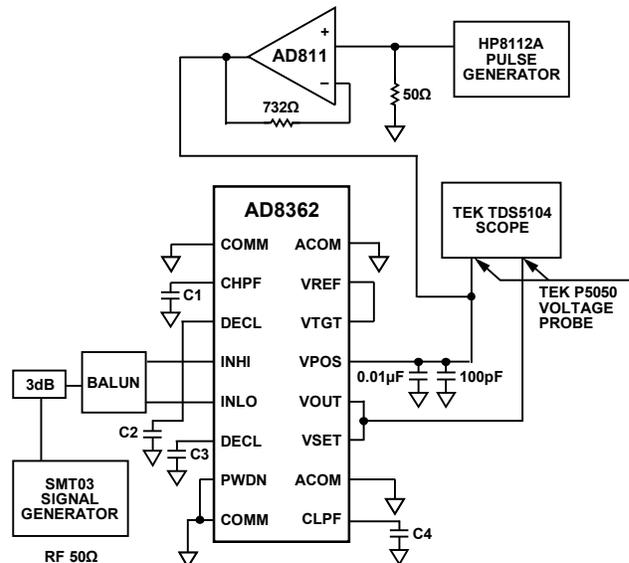 +
AD811
−
HP8112A
PULSE
GENERATOR
732Ω
50Ω
AD8362
TEK TDS5104
SCOPE
TEK P5050
VOLTAGE
PROBE
COMM
ACOM
CHPF
VREF
C1
DECL
VTGT
INHI
VPOS
0.01µF
100pF
3dB
BALUN
INLO
VOUT
C2
DECL
VSET
C3
SMT03
SIGNAL
GENERATOR
PWDN
ACOM
COMM
CLPF
C4
RF 50Ω